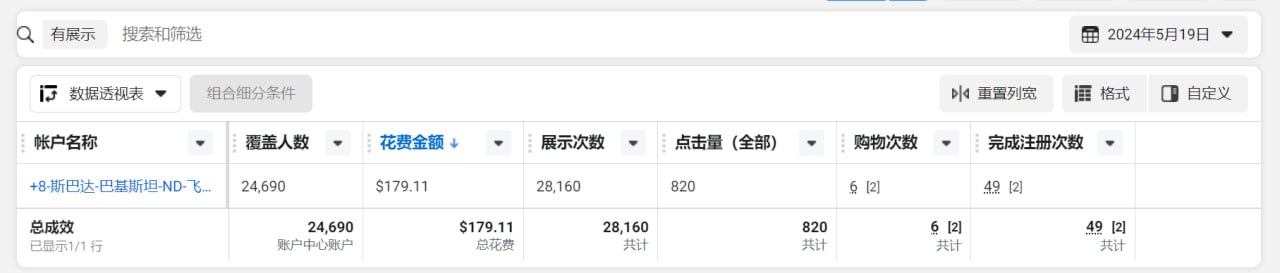 有展示 搜索和筛选 2024年5月19日
数据透视表 组合细分条件 重置列宽 格式 自定义
帐户名称 覆盖人数 花费金额 ↓ 展示次数 点击量（全部） 购物次数 完成注册次数
+8-斯巴达-巴基斯坦-ND-飞... 24,690 $179.11 28,160 820 6 [2] 49 [2]
总成效 24,690 $179.11 28,160 820 6 [2] 49 [2]
已显示1/1 行 账户中心账户 总花费 共计 共计 共计 共计